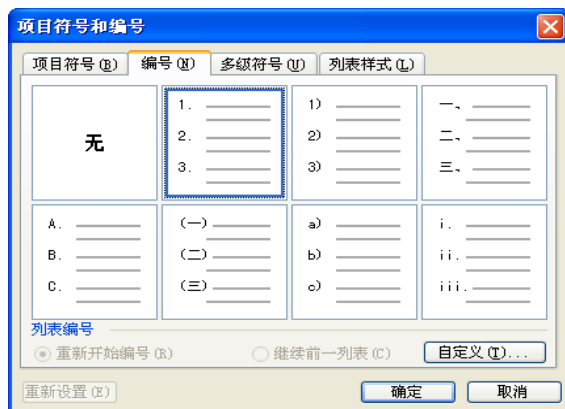 项目符号和编号
项目符号(B) 编号(N) 多级符号(U) 列表样式(L)
无
1.
2.
3.
1)
2)
3)
一、
二、
三、
A.
B.
C.
(一)
(二)
(三)
a)
b)
c)
i.
ii.
iii.
列表编号
重新开始编号(R) 继续前一列表(C) 自定义(T)...
重新设置(E) 确定 取消